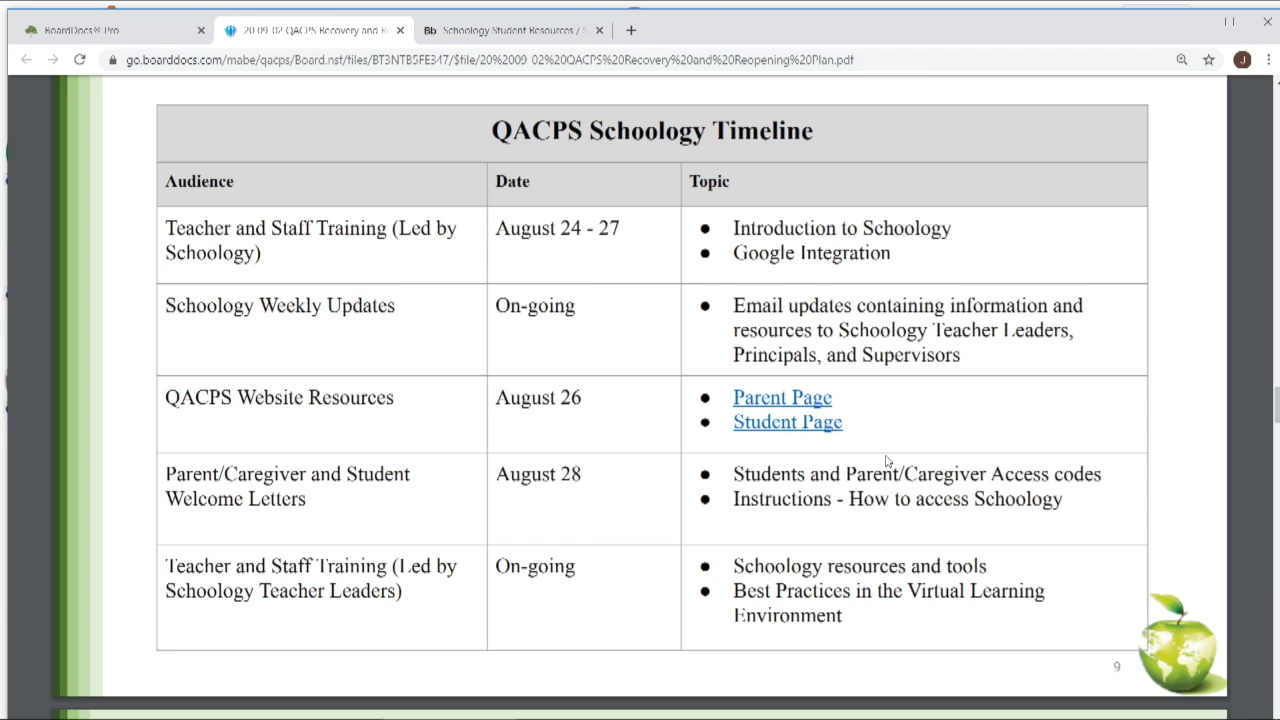 BoardDocs® Pro
20 09 02 QACPS Recovery and R
Bb Schoology Student Resources / S
go.boarddocs.com/mabe/qacps/Board.nsf/files/BT3NTB5FE347/$file/20%2009 02%20QACPS%20Recovery%20and%20Reopening%20Plan.pdf
J
QACPS Schoology Timeline
Audience Date Topic
Teacher and Staff Training (Led by
Schoology)
August 24 - 27
● Introduction to Schoology
● Google Integration
Schoology Weekly Updates
On-going
● Email updates containing information and
resources to Schoology Teacher Leaders,
Principals, and Supervisors
QACPS Website Resources
August 26
● Parent Page
● Student Page
Parent/Caregiver and Student
Welcome Letters
August 28
● Students and Parent/Caregiver Access codes
● Instructions - How to access Schoology
Teacher and Staff Training (Led by
Schoology Teacher Leaders)
On-going
● Schoology resources and tools
● Best Practices in the Virtual Learning
Environment
9